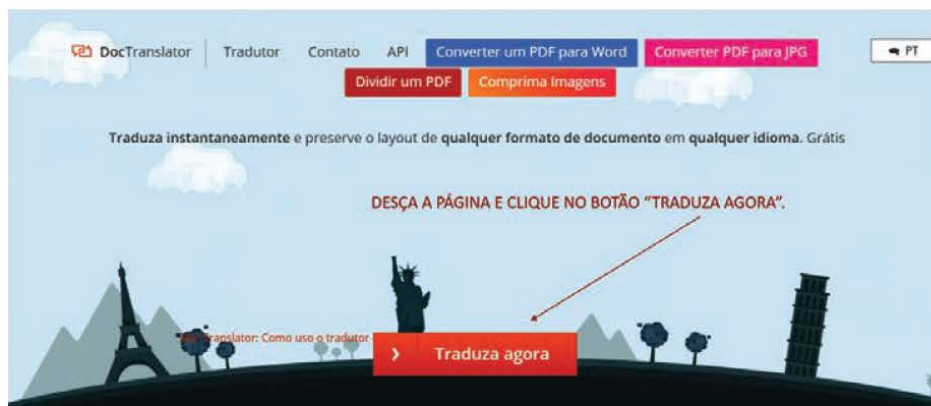 DocTranslator Tradutor Contato API Converter um PDF para Word Converter PDF para JPG PT
Dividir um PDF Comprima Imagens
Traduza instantaneamente e preserve o layout de qualquer formato de documento em qualquer idioma. Grátis
DESÇA A PÁGINA E CLIQUE NO BOTÃO “TRADUZA AGORA”.
Translator: Como uso o tradutor
Traduza agora